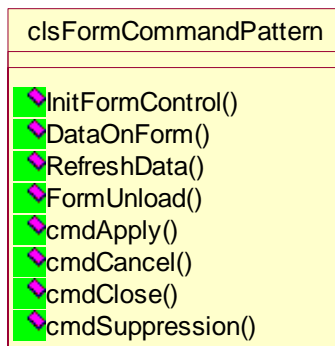 clsFormCommandPattern
InitFormControl()
DataOnForm()
RefreshData()
FormUnload()
cmdApply()
cmdCancel()
cmdClose()
cmdSuppression()